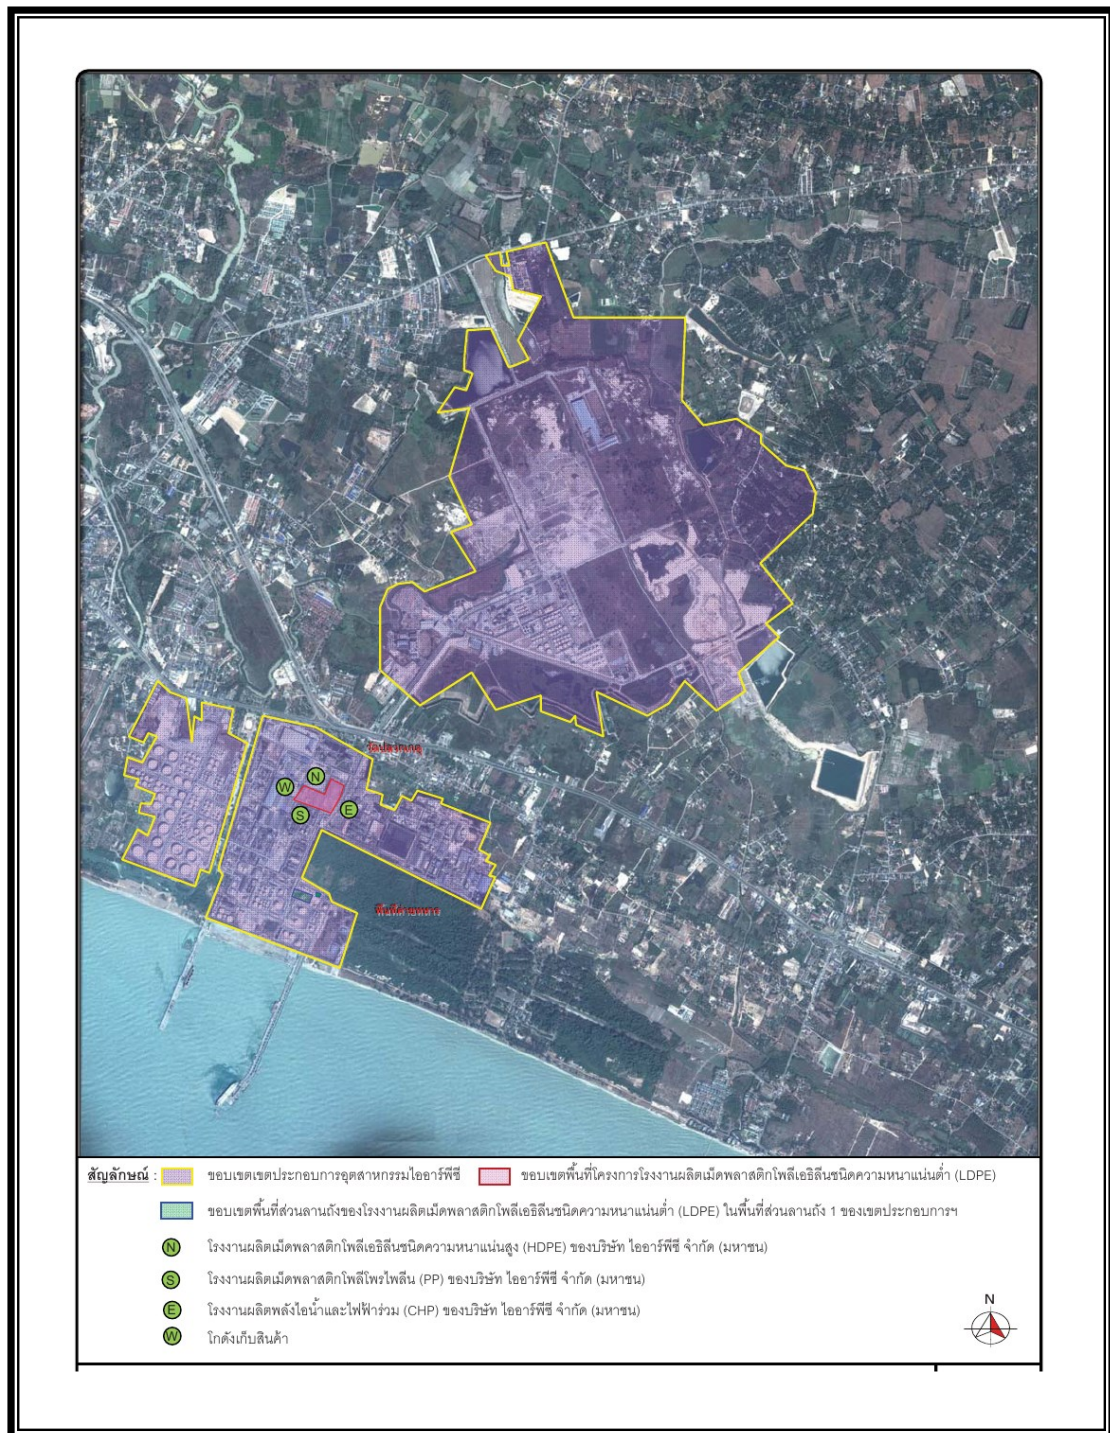 วัดปลวกเกตุ
พื้นที่ค่ายทหาร
สัญลักษณ์ :
ขอบเขตเขตประกอบการอุตสาหกรรมไออาร์พีซี
ขอบเขตพื้นที่โครงการโรงงานผลิตเม็ดพลาสติกโพลีเอธิลีนชนิดความหนาแน่นต่ำ (LDPE)
ขอบเขตพื้นที่ส่วนลานถังของโรงงานผลิตเม็ดพลาสติกโพลีเอธิลีนชนิดความหนาแน่นต่ำ (LDPE) ในพื้นที่ส่วนลานถัง 1 ของเขตประกอบการฯ
N โรงงานผลิตเม็ดพลาสติกโพลีเอธิลีนชนิดความหนาแน่นสูง (HDPE) ของบริษัท ไออาร์พีซี จำกัด (มหาชน)
S โรงงานผลิตเม็ดพลาสติกโพลีโพรไพลีน (PP) ของบริษัท ไออาร์พีซี จำกัด (มหาชน)
E โรงงานผลิตพลังไอน้ำและไฟฟ้าร่วม (CHP) ของบริษัท ไออาร์พีซี จำกัด (มหาชน)
W โกดังเก็บสินค้า
N
W
N
S
E